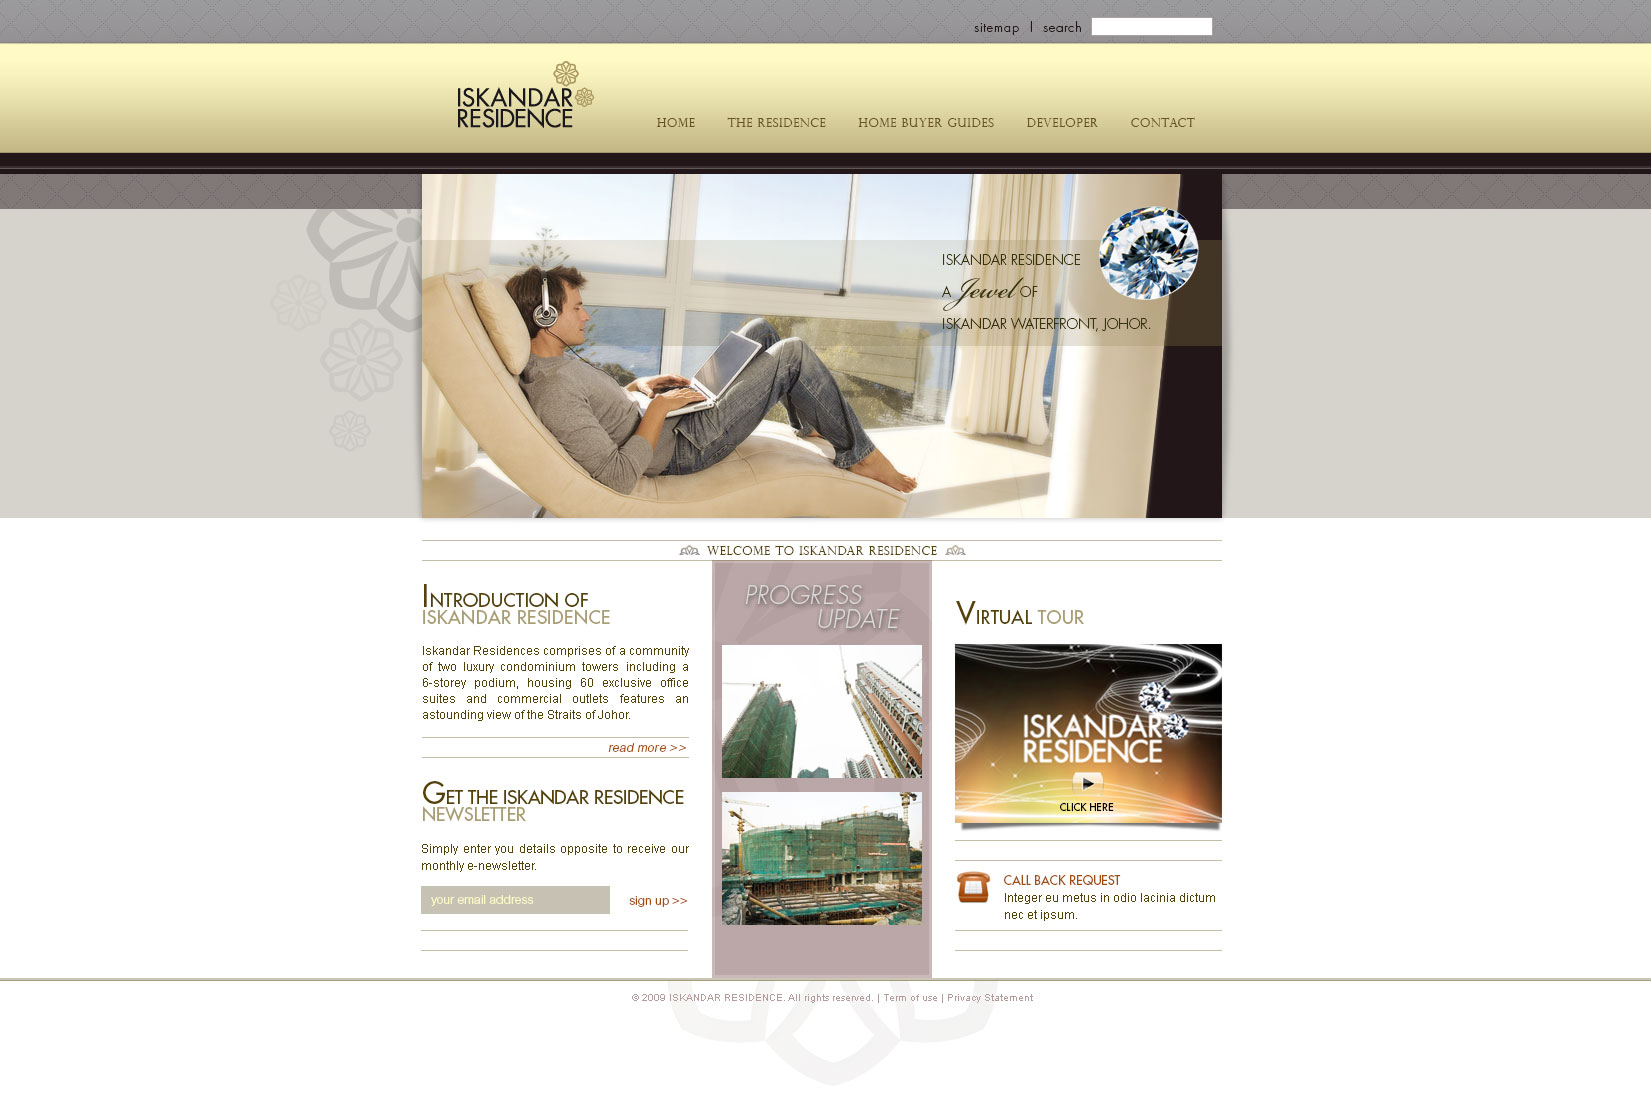 sitemap | search
ISKANDAR
RESIDENCE
HOME THE RESIDENCE HOME BUYER GUIDES DEVELOPER CONTACT
ISKANDAR RESIDENCE
A Jewel OF
ISKANDAR WATERFRONT, JOHOR.
WELCOME TO ISKANDAR RESIDENCE
INTRODUCTION OF
ISKANDAR RESIDENCE
Iskandar Residences comprises of a community
of two luxury condominium towers including a
6-storey podium, housing 60 exclusive office
suites and commercial outlets features an
astounding view of the Straits of Johor.
read more >>
GET THE ISKANDAR RESIDENCE
NEWSLETTER
Simply enter you details opposite to receive our
monthly e-newsletter.
your email address
sign up >>
PROGRESS
UPDATE
VIRTUAL TOUR
ISKANDAR
RESIDENCE
CLICK HERE
CALL BACK REQUEST
Integer eu metus in odio lacinia dictum
nec et ipsum.
© 2009 ISKANDAR RESIDENCE. All rights reserved. | Term of use | Privacy Statement